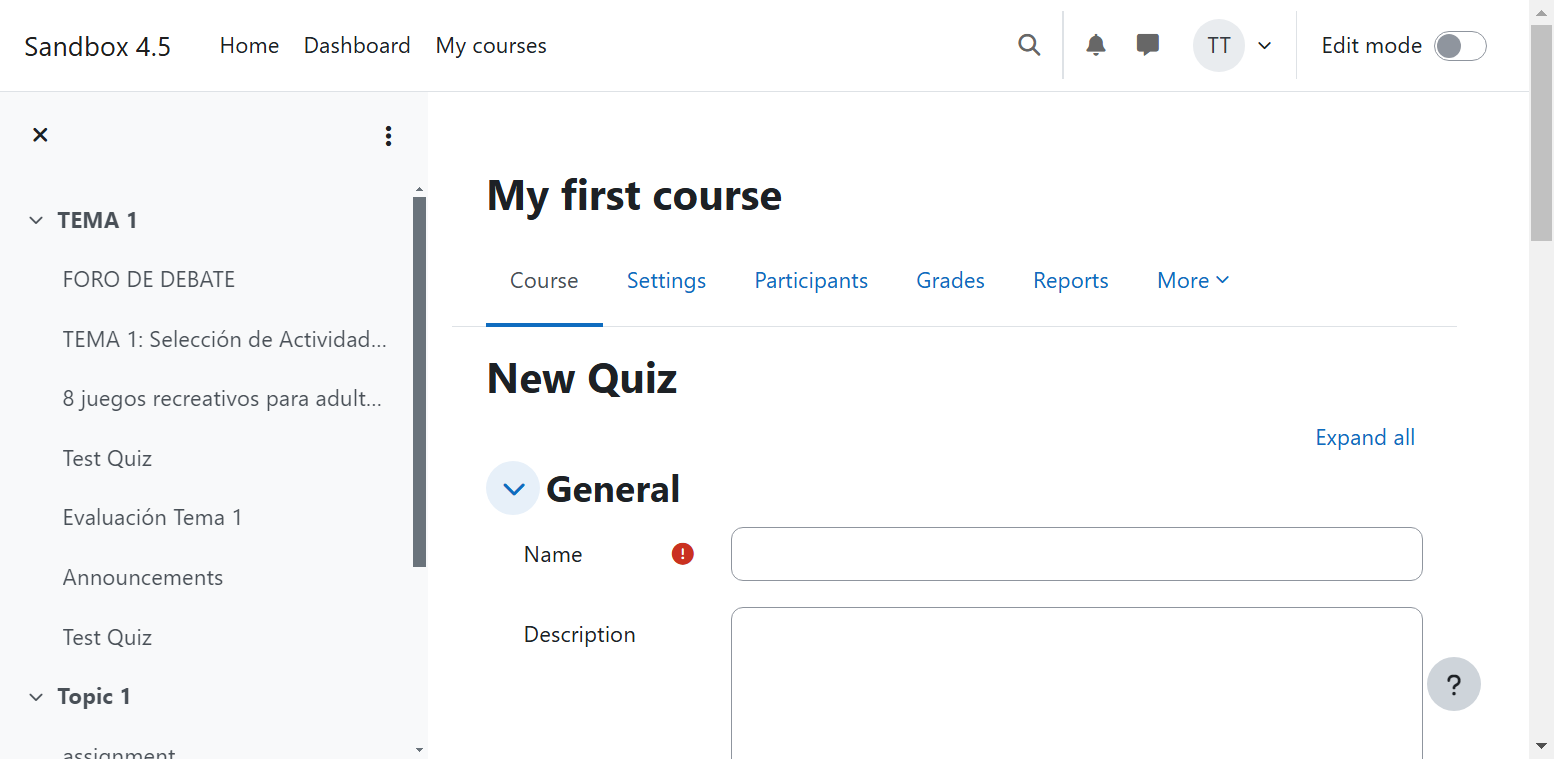 Sandbox 4.5 Home Dashboard My courses TT Edit mode
TEMA 1
FORO DE DEBATE
TEMA 1: Selección de Actividad...
8 juegos recreativos para adult...
Test Quiz
Evaluación Tema 1
Announcements
Test Quiz
Topic 1
assignment
My first course
Course Settings Participants Grades Reports More
New Quiz
Expand all
General
Name
Description
?